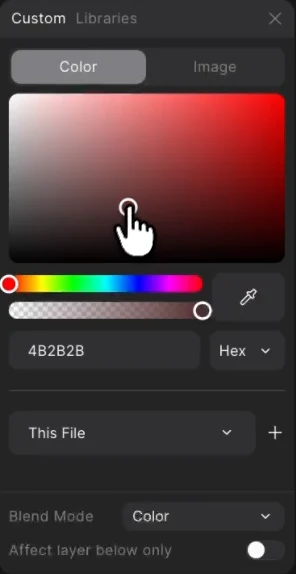 Custom Libraries
Color Image
4B2B2B Hex
This File
Blend Mode Color
Affect layer below only